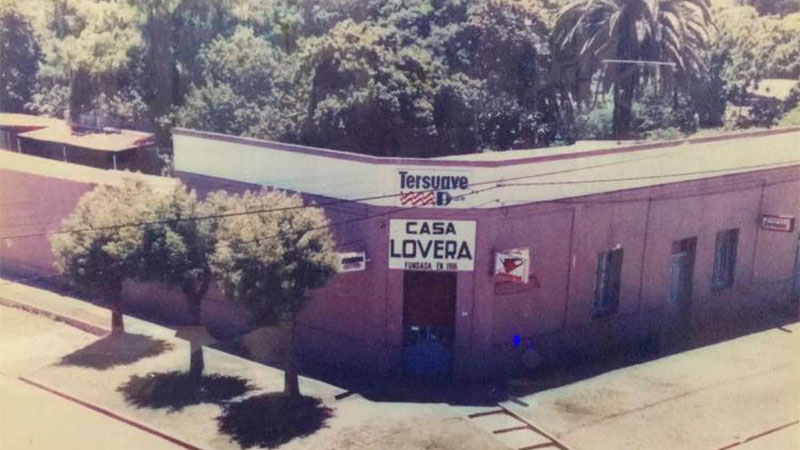 Tersuave
CASA
LOVERA
FUNDADA EN 1916